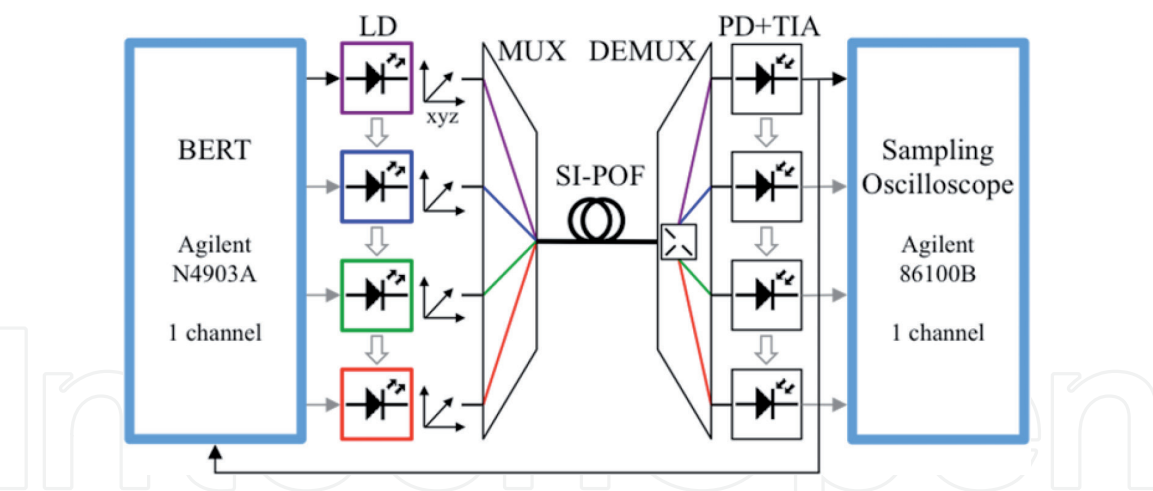 LD
PD+TIA
MUX
DEMUX
xyz
BERT
Agilent
N4903A
1 channel
SI-POF
Sampling
Oscilloscope
Agilent
86100B
1 channel